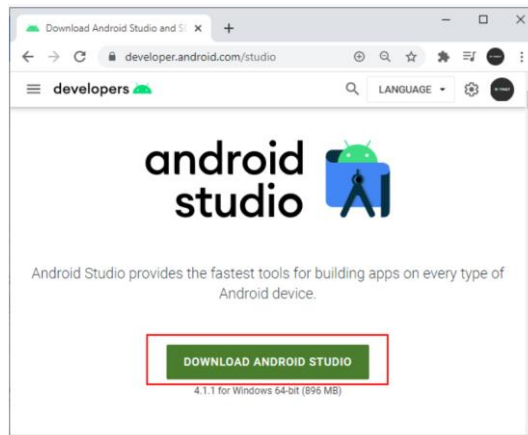 Download Android Studio and S
developer.android.com/studio
developers
LANGUAGE
android
studio
Android Studio provides the fastest tools for building apps on every type of
Android device.
DOWNLOAD ANDROID STUDIO
4.1.1 for Windows 64-bit (896 MB)